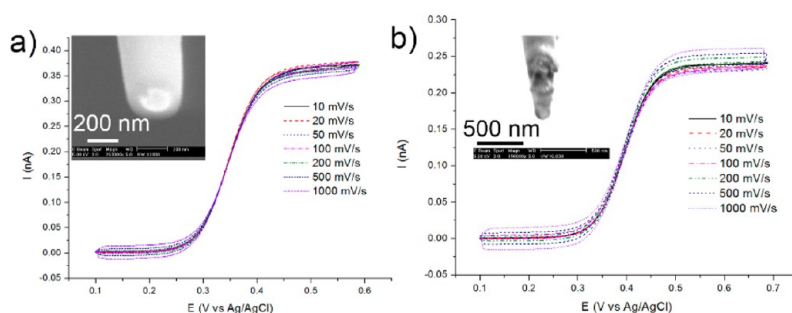 a)
200 nm
0.40
0.35
0.30
0.25
0.20
0.15
0.10
0.05
0.00
-0.05
I (nA)
0.1 0.2 0.3 0.4 0.5 0.6
E (V vs Ag/AgCl)
10 mV/s
20 mV/s
50 mV/s
100 mV/s
200 mV/s
500 mV/s
1000 mV/s
b)
500 nm
0.30
0.25
0.20
0.15
0.10
0.05
0.00
-0.05
I (nA)
0.1 0.2 0.3 0.4 0.5 0.6 0.7
E (V vs Ag/AgCl)
10 mV/s
20 mV/s
50 mV/s
100 mV/s
200 mV/s
500 mV/s
1000 mV/s